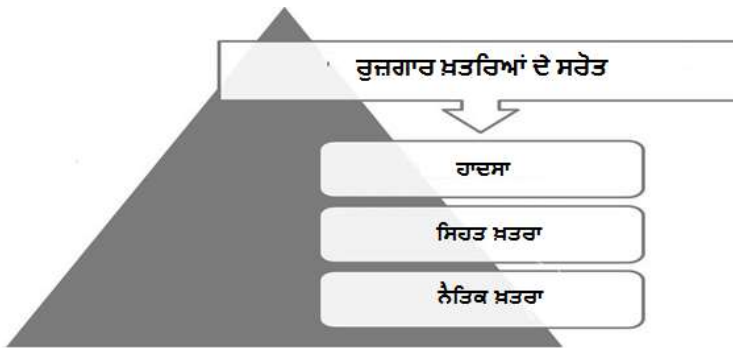 ਰੁਜ਼ਗਾਰ ਖ਼ਤਰਿਆਂ ਦੇ ਸਰੋਤ
ਹਾਦਸਾ
ਸਿਹਤ ਖ਼ਤਰਾ
ਨੈਤਿਕ ਖ਼ਤਰਾ